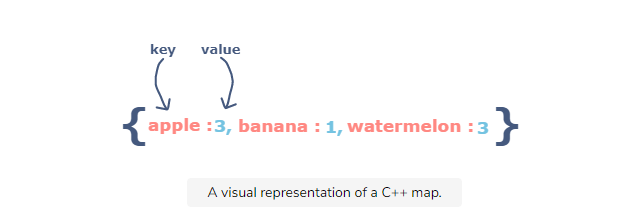 key value
{ apple :3, banana : 1, watermelon :3 }
A visual representation of a C++ map.